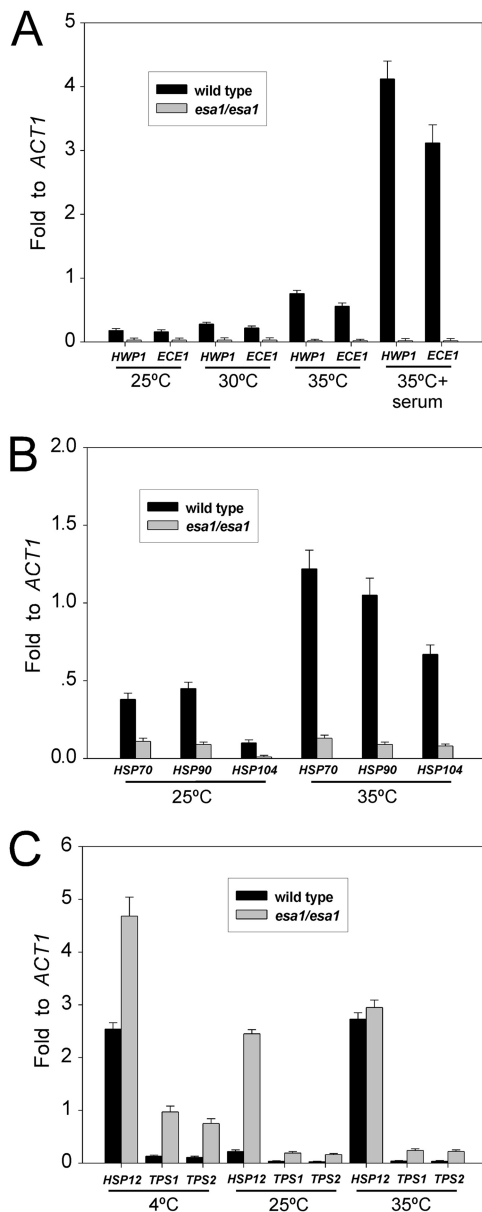 A
5
4
3
2
1
0
Fold to ACT1
wild type
esa1/esa1
HWP1 ECE1 HWP1 ECE1 HWP1 ECE1 HWP1 ECE1
25ºC 30ºC 35ºC 35ºC+
serum
B
2.0
1.5
1.0
.5
0.0
Fold to ACT1
wild type
esa1/esa1
HSP70 HSP90 HSP104 HSP70 HSP90 HSP104
25ºC 35ºC
C
6
5
4
3
2
1
0
Fold to ACT1
wild type
esa1/esa1
HSP12 TPS1 TPS2 HSP12 TPS1 TPS2 HSP12 TPS1 TPS2
4ºC 25ºC 35ºC